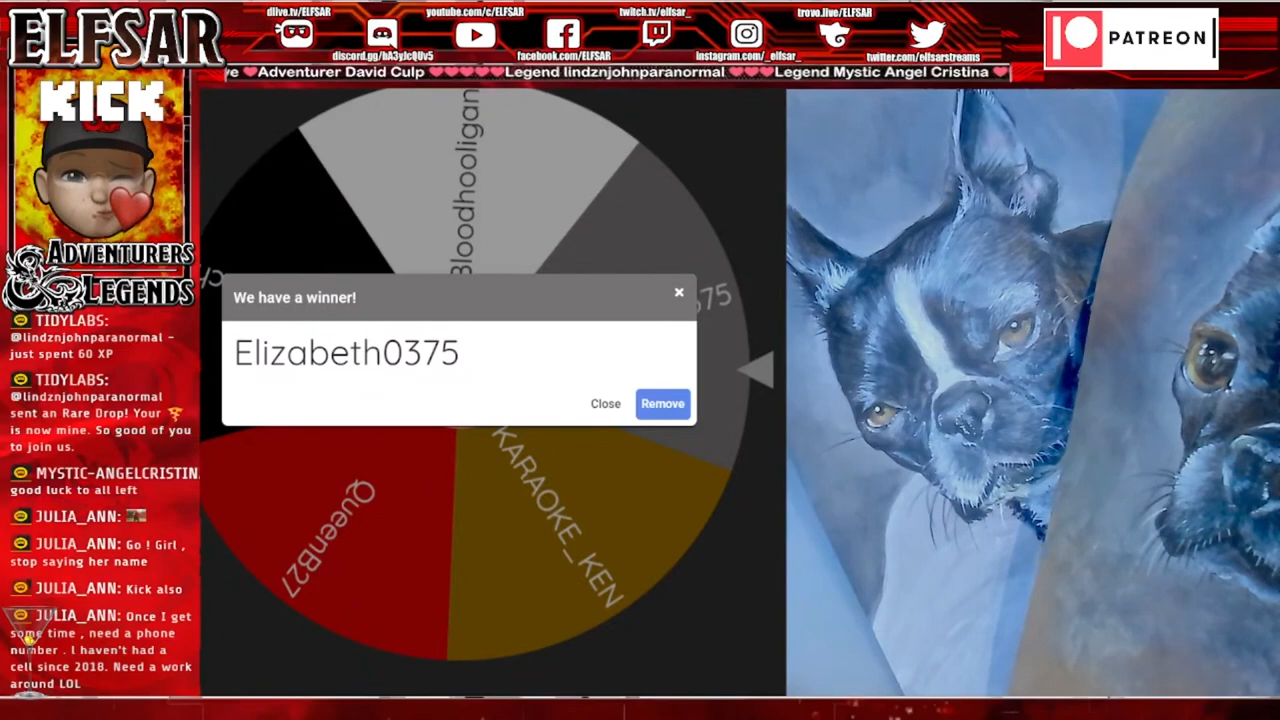 ELFSAR
dlive.tv/ELFSAR
youtube.com/c/ELFSAR
twitch.tv/elfsar_
trovo.live/ELFSAR
discord.gg/hA3yJcQUv5
facebook.com/ELFSAR
instagram.com/_elfsar_
twitter.com/elfsarstreams
PATREON
ve ❤Adventurer David Culp ❤❤❤❤❤Legend lindznjohnparanormal ❤❤❤Legend Mystic Angel Cristina ❤
KICK
ADVENTURERS
& LEGENDS
TIDYLABS:
@lindznjohnparanormal -
just spent 60 XP
TIDYLABS:
@lindznjohnparanormal
sent an Rare Drop! Your
is now mine. So good of you
to join us.
MYSTIC-ANGELCRISTIN
good luck to all left
JULIA_ANN:
JULIA_ANN: Go ! Girl ,
stop saying her name
JULIA_ANN: Kick also
JULIA_ANN: Once I get
some time , need a phone
number . I haven't had a
cell since 2018. Need a work
around LOL
Bloodhooligan
375
We have a winner!
×
Elizabeth0375
Close
Remove
QueenB27
KARAOKE_KEN